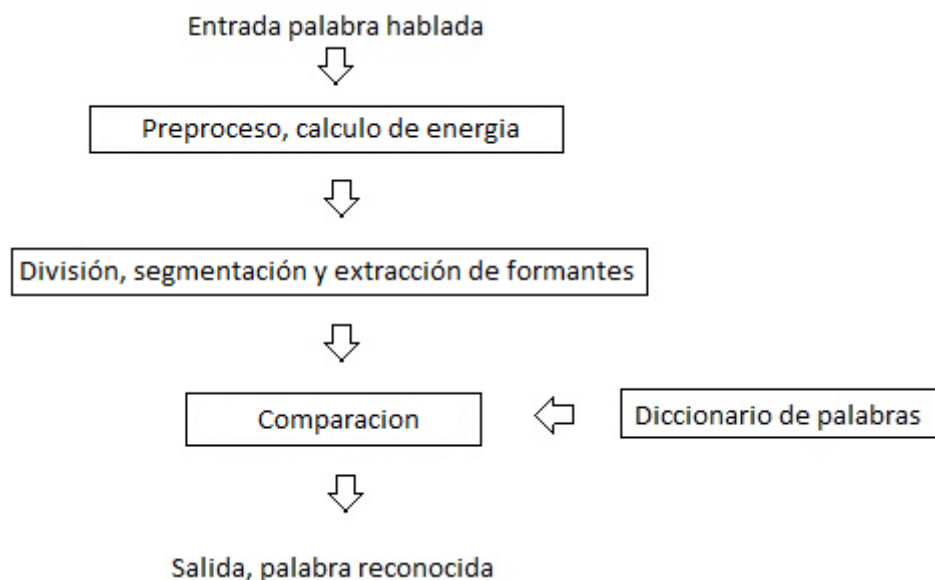 Entrada palabra hablada
Preproceso, calculo de energia
División, segmentación y extracción de formantes
Comparacion
Diccionario de palabras
Salida, palabra reconocida